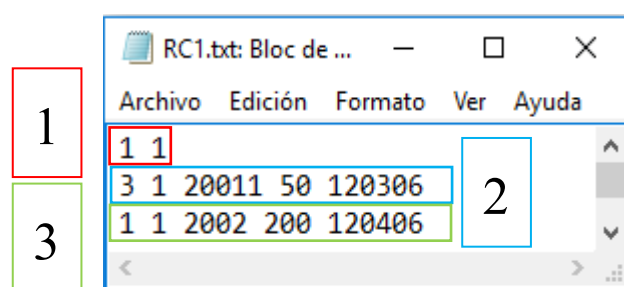 RC1.txt: Bloc de ...
Archivo Edición Formato Ver Ayuda
1
1 1
3 1 20011 50 120306
2
1 1 2002 200 120406
3